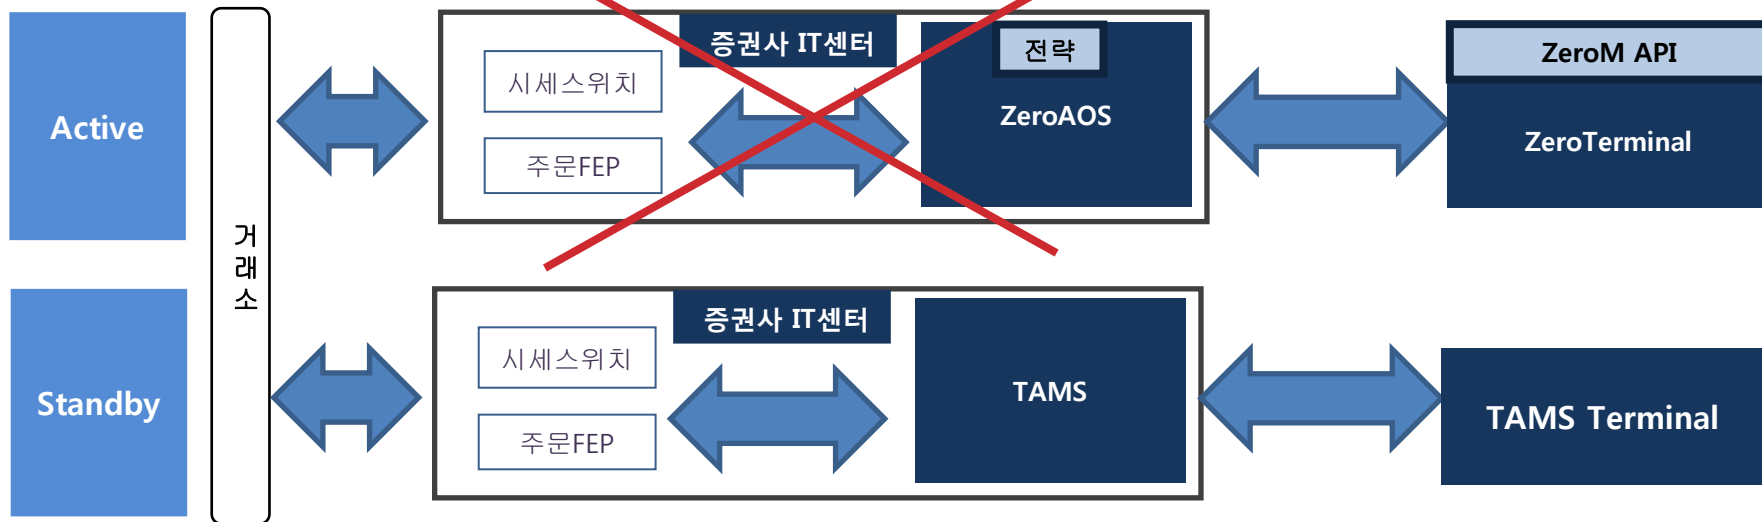 Active
거래소
증권사 IT센터
시세스위치
주문FEP
전략
ZeroAOS
ZeroM API
ZeroTerminal
Standby
증권사 IT센터
시세스위치
주문FEP
TAMS
TAMS Terminal